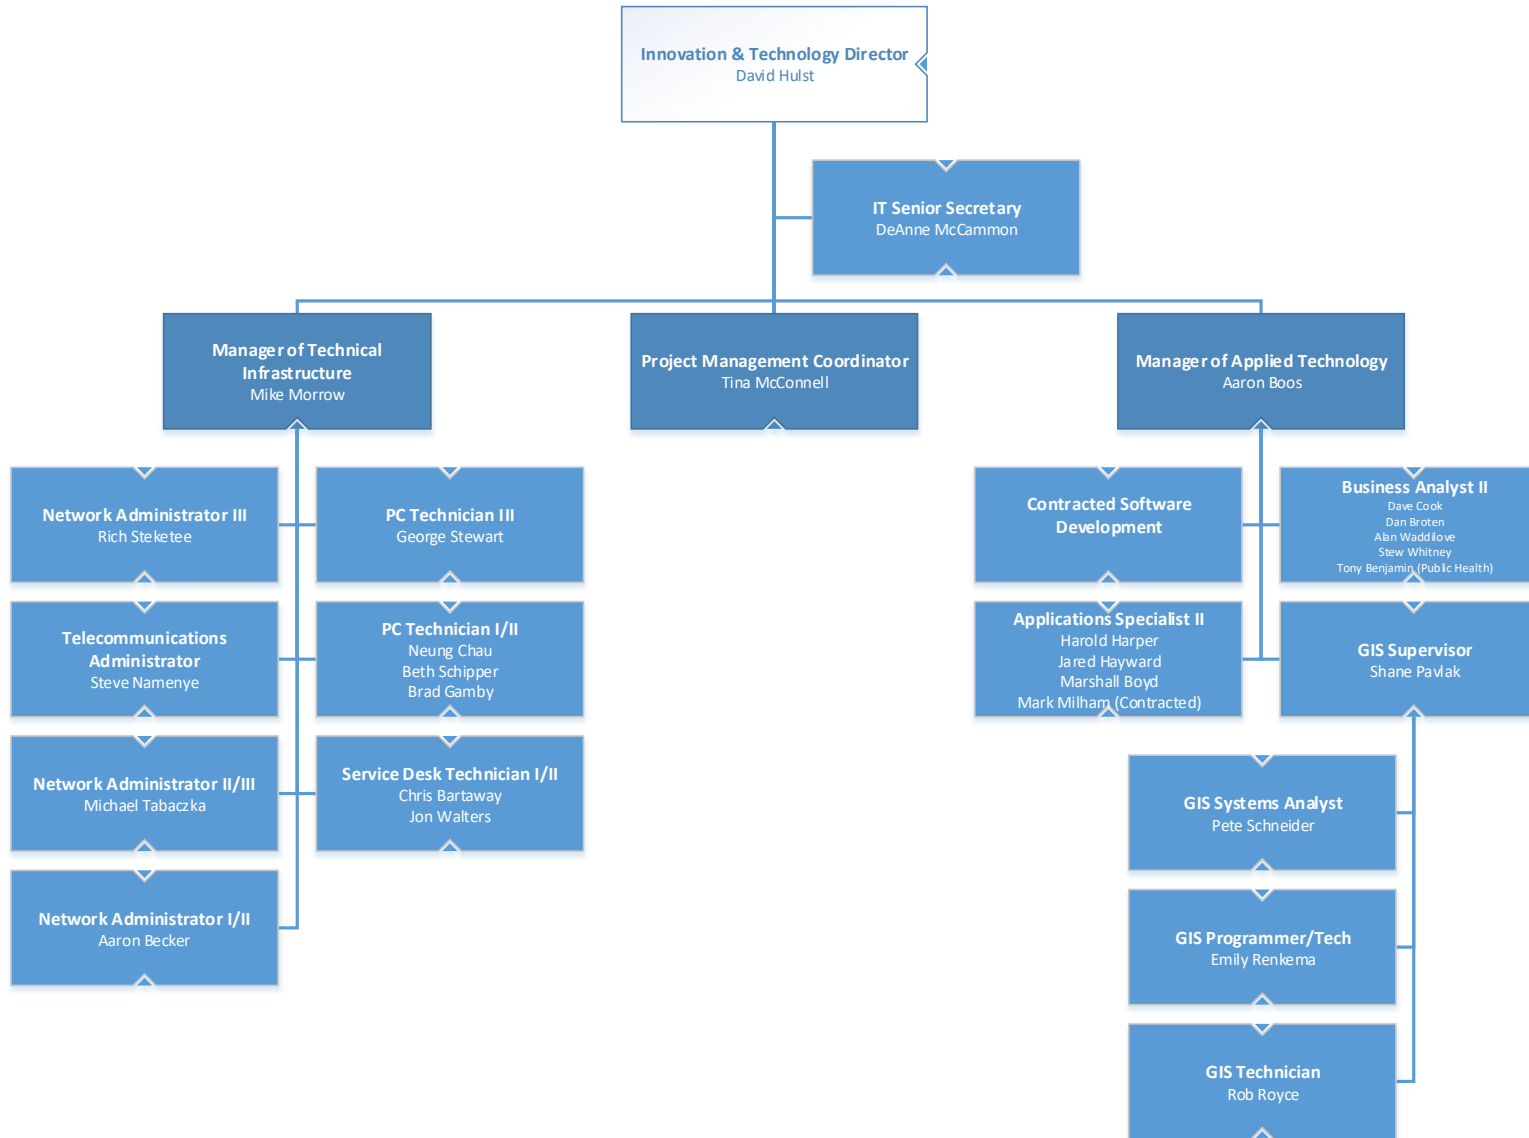 Innovation & Technology Director
David Hulst
IT Senior Secretary
DeAnne McCammon
Manager of Technical
Infrastructure
Mike Morrow
Project Management Coordinator
Tina McConnell
Manager of Applied Technology
Aaron Boos
Network Administrator III
Rich Steketee
PC Technician III
George Stewart
Contracted Software
Development
Business Analyst II
Dave Cook
Dan Broten
Alan Waddilove
Stew Whitney
Tony Benjamin (Public Health)
Telecommunications
Administrator
Steve Namenye
PC Technician I/II
Neung Chau
Beth Schipper
Brad Gamby
Applications Specialist II
Harold Harper
Jared Hayward
Marshall Boyd
Mark Milham (Contracted)
GIS Supervisor
Shane Pavlak
Network Administrator II/III
Michael Tabaczka
Service Desk Technician I/II
Chris Bartaway
Jon Walters
GIS Systems Analyst
Pete Schneider
Network Administrator I/II
Aaron Becker
GIS Programmer/Tech
Emily Renkema
GIS Technician
Rob Royce